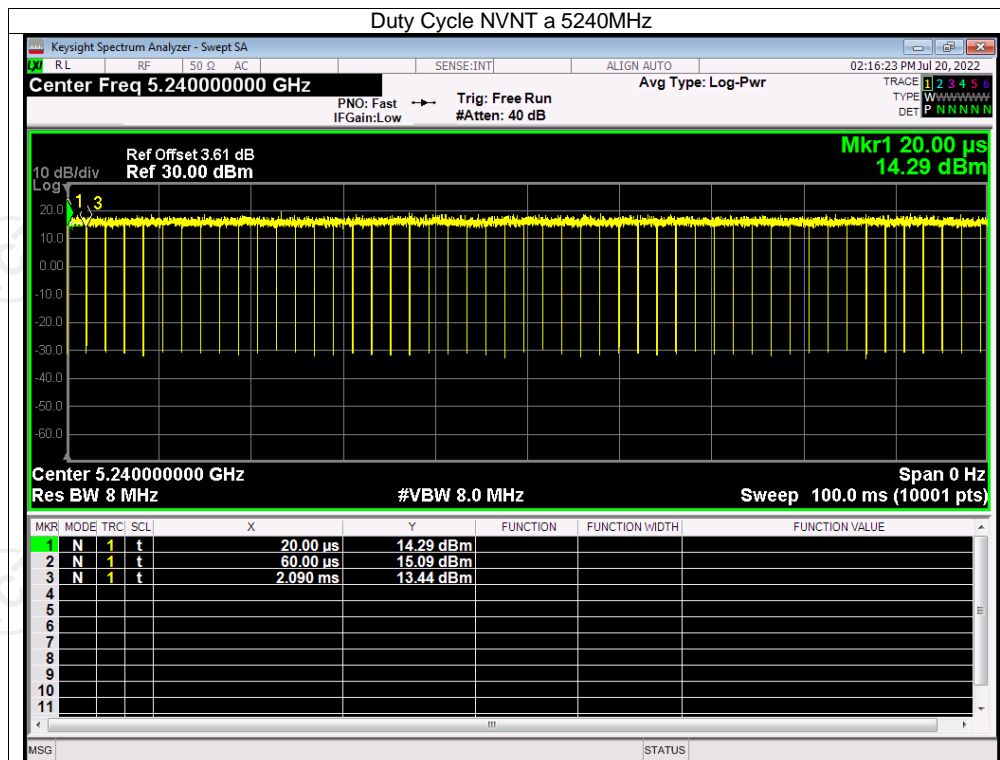 Duty Cycle NVNT a 5240MHz
Keysight Spectrum Analyzer - Swept SA
LXI RL RF 50 Ω AC SENSE:INT ALIGN AUTO 02:16:23 PM Jul 20, 2022
Center Freq 5.240000000 GHz Avg Type: Log-Pwr TRACE 1 2 3 4 5 6
PNO: Fast Trig: Free Run TYPE WWWWWW
IFGain:Low #Atten: 40 dB DET P N N N N N
Mkr1 20.00 µs
Ref Offset 3.61 dB
10 dB/div Ref 30.00 dBm 14.29 dBm
Log
1 3
20.0
10.0
0.00
-10.0
-20.0
-30.0
-40.0
-50.0
-60.0
Center 5.240000000 GHz Span 0 Hz
Res BW 8 MHz #VBW 8.0 MHz Sweep 100.0 ms (10001 pts)
MKR MODE TRC SCL X Y FUNCTION FUNCTION WIDTH FUNCTION VALUE
1 N 1 t 20.00 µs 14.29 dBm
2 N 1 t 60.00 µs 15.09 dBm
3 N 1 t 2.090 ms 13.44 dBm
4
5
6
7
8
9
10
11
MSG STATUS